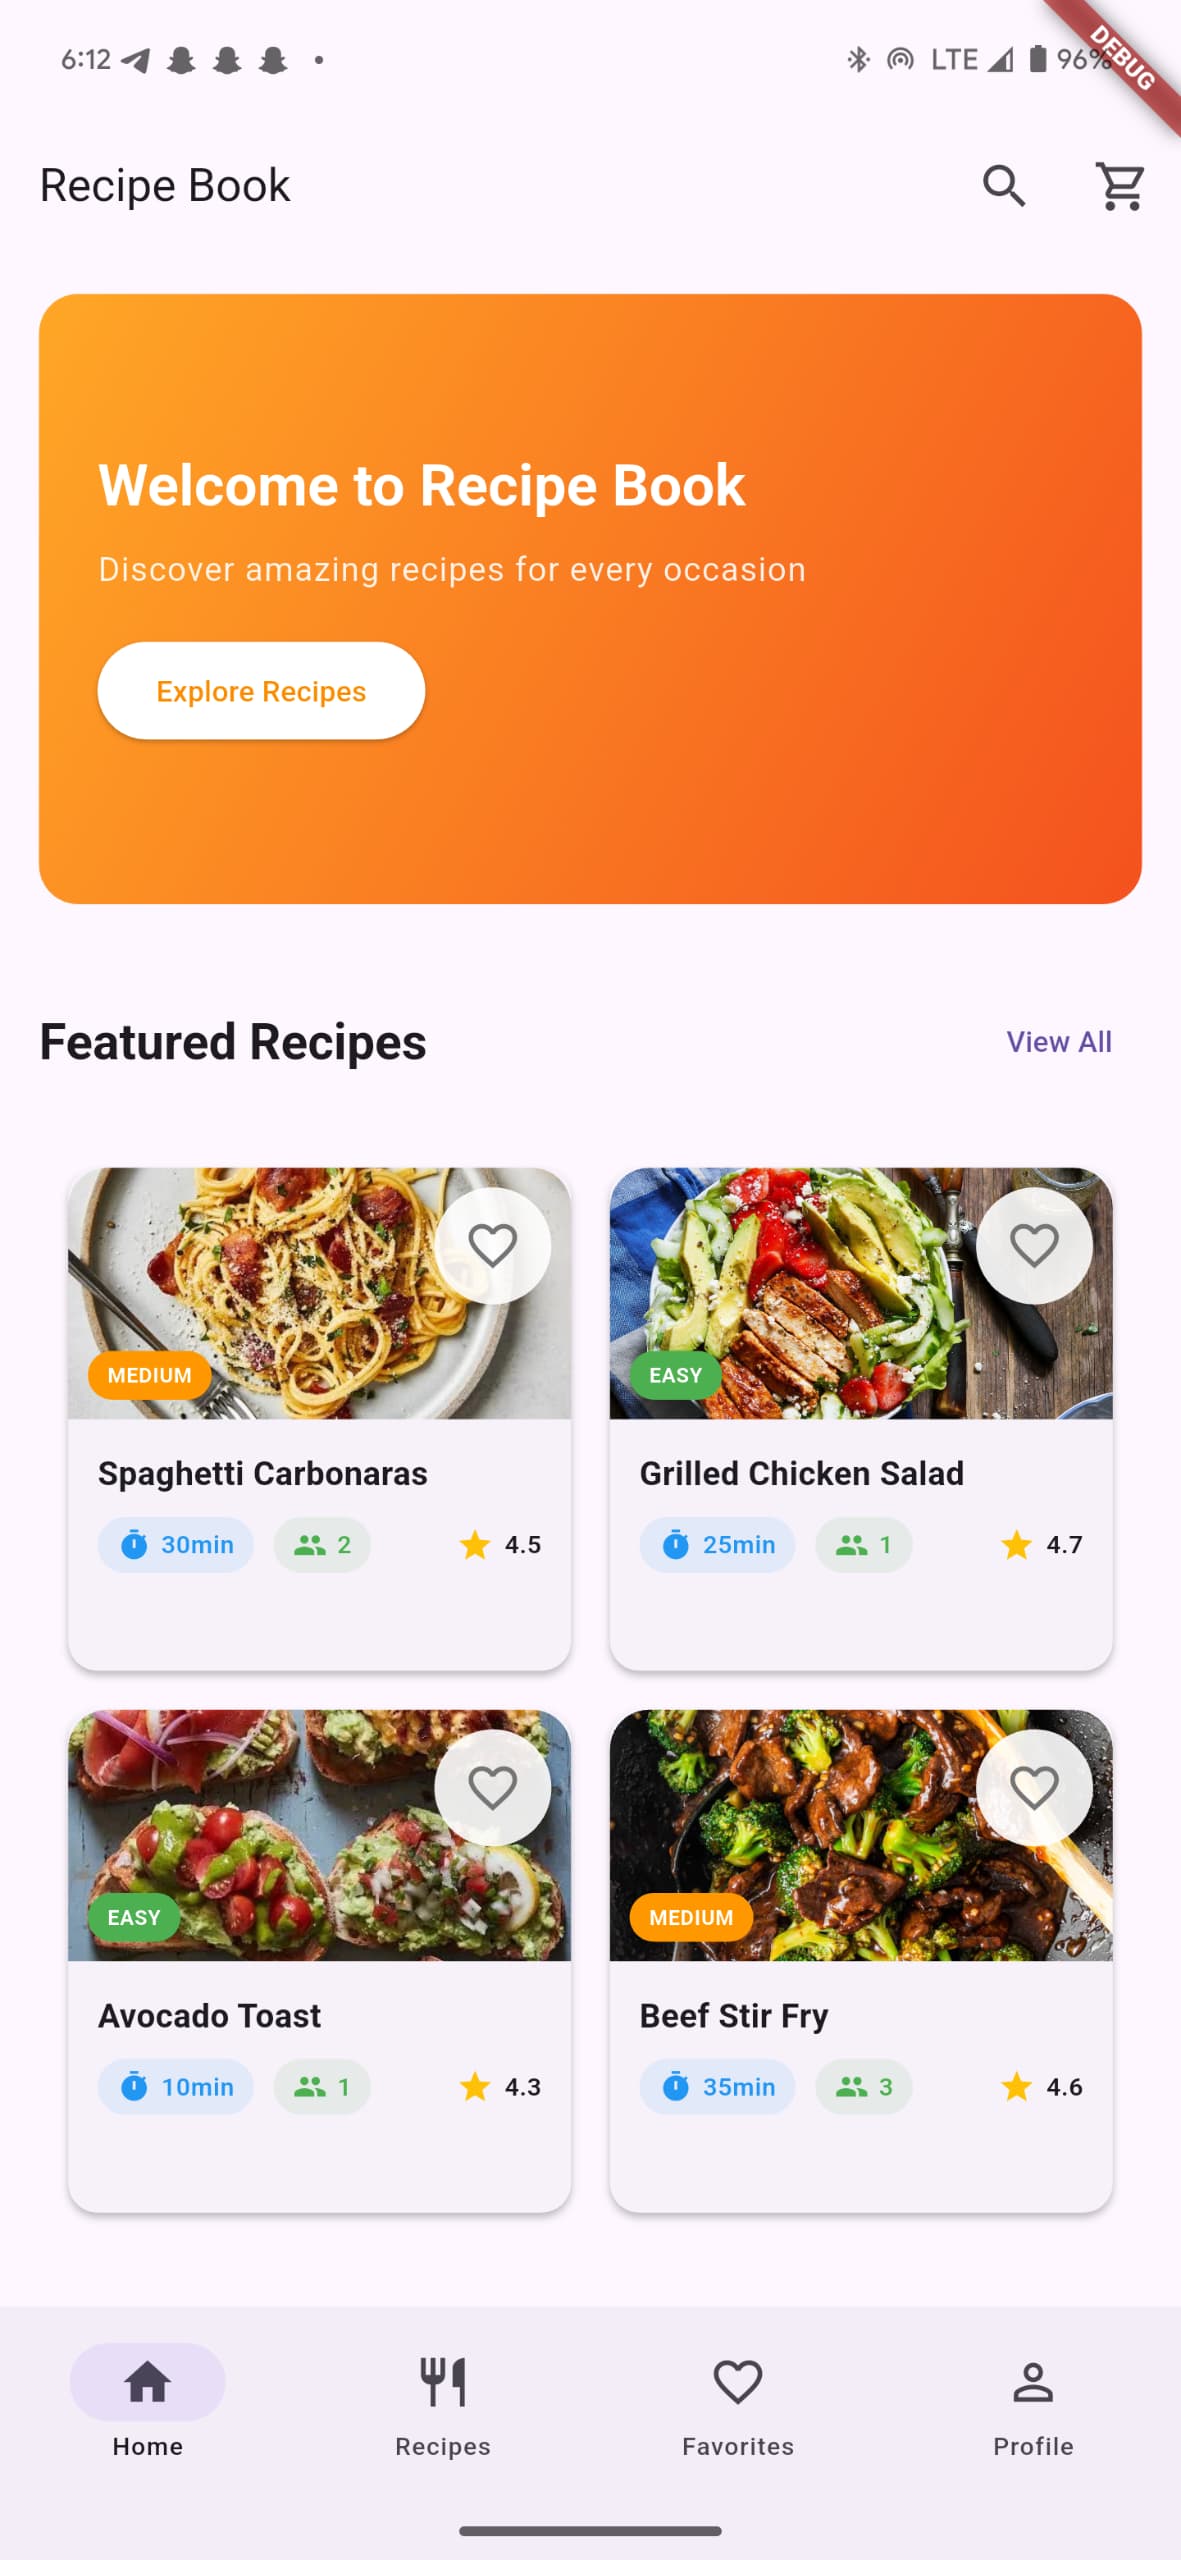 6:12 LTE 96%
DEBUG
Recipe Book
Welcome to Recipe Book
Discover amazing recipes for every occasion
Explore Recipes
Featured Recipes View All
MEDIUM
Spaghetti Carbonaras
30min 2 4.5
EASY
Grilled Chicken Salad
25min 1 4.7
EASY
Avocado Toast
10min 1 4.3
MEDIUM
Beef Stir Fry
35min 3 4.6
Home Recipes Favorites Profile